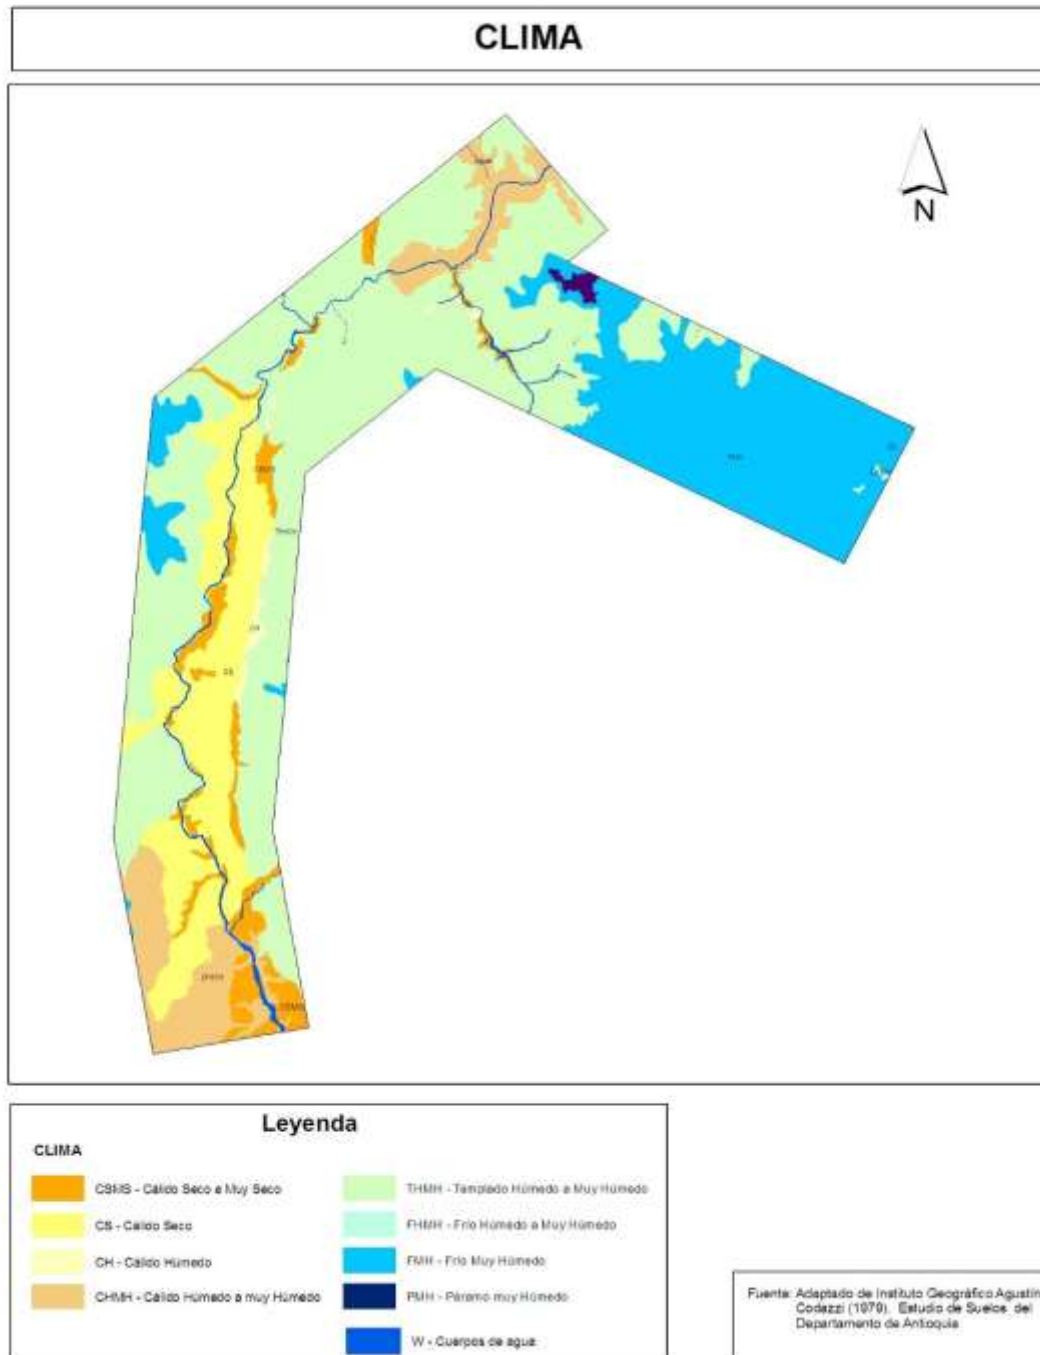 CLIMA
N
CH
CS
Leyenda
CLIMA
CSMS - Cálido Seco a Muy Seco
CS - Cálido Seco
CH - Cálido Húmedo
CHMH - Cálido Húmedo a muy Húmedo
THMH - Templado Húmedo a Muy Húmedo
FHMH - Frío Húmedo a Muy Húmedo
FMH - Frío Muy Húmedo
PMH - Páramo muy Húmedo
W - Cuerpos de agua
Fuente: Adaptado de Instituto Geográfico Agustín
Codazzi (1979). Estudio de Suelos del
Departamento de Antioquia